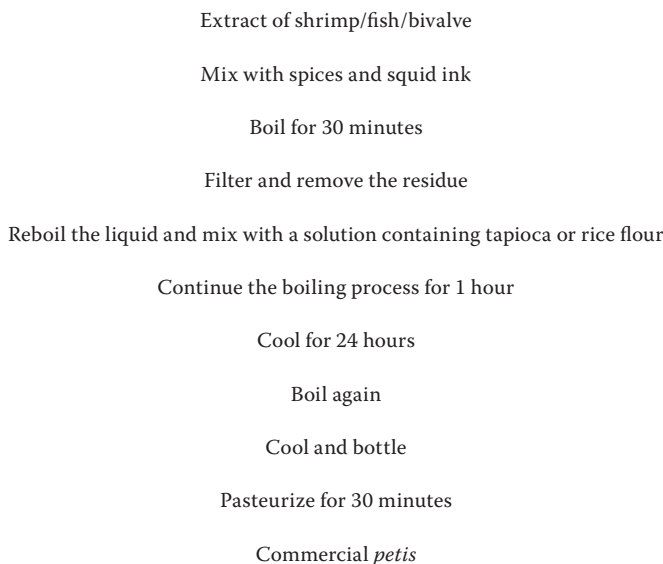 Extract of shrimp/fish/bivalve
Mix with spices and squid ink
Boil for 30 minutes
Filter and remove the residue
Reboil the liquid and mix with a solution containing tapioca or rice flour
Continue the boiling process for 1 hour
Cool for 24 hours
Boil again
Cool and bottle
Pasteurize for 30 minutes
Commercial petis